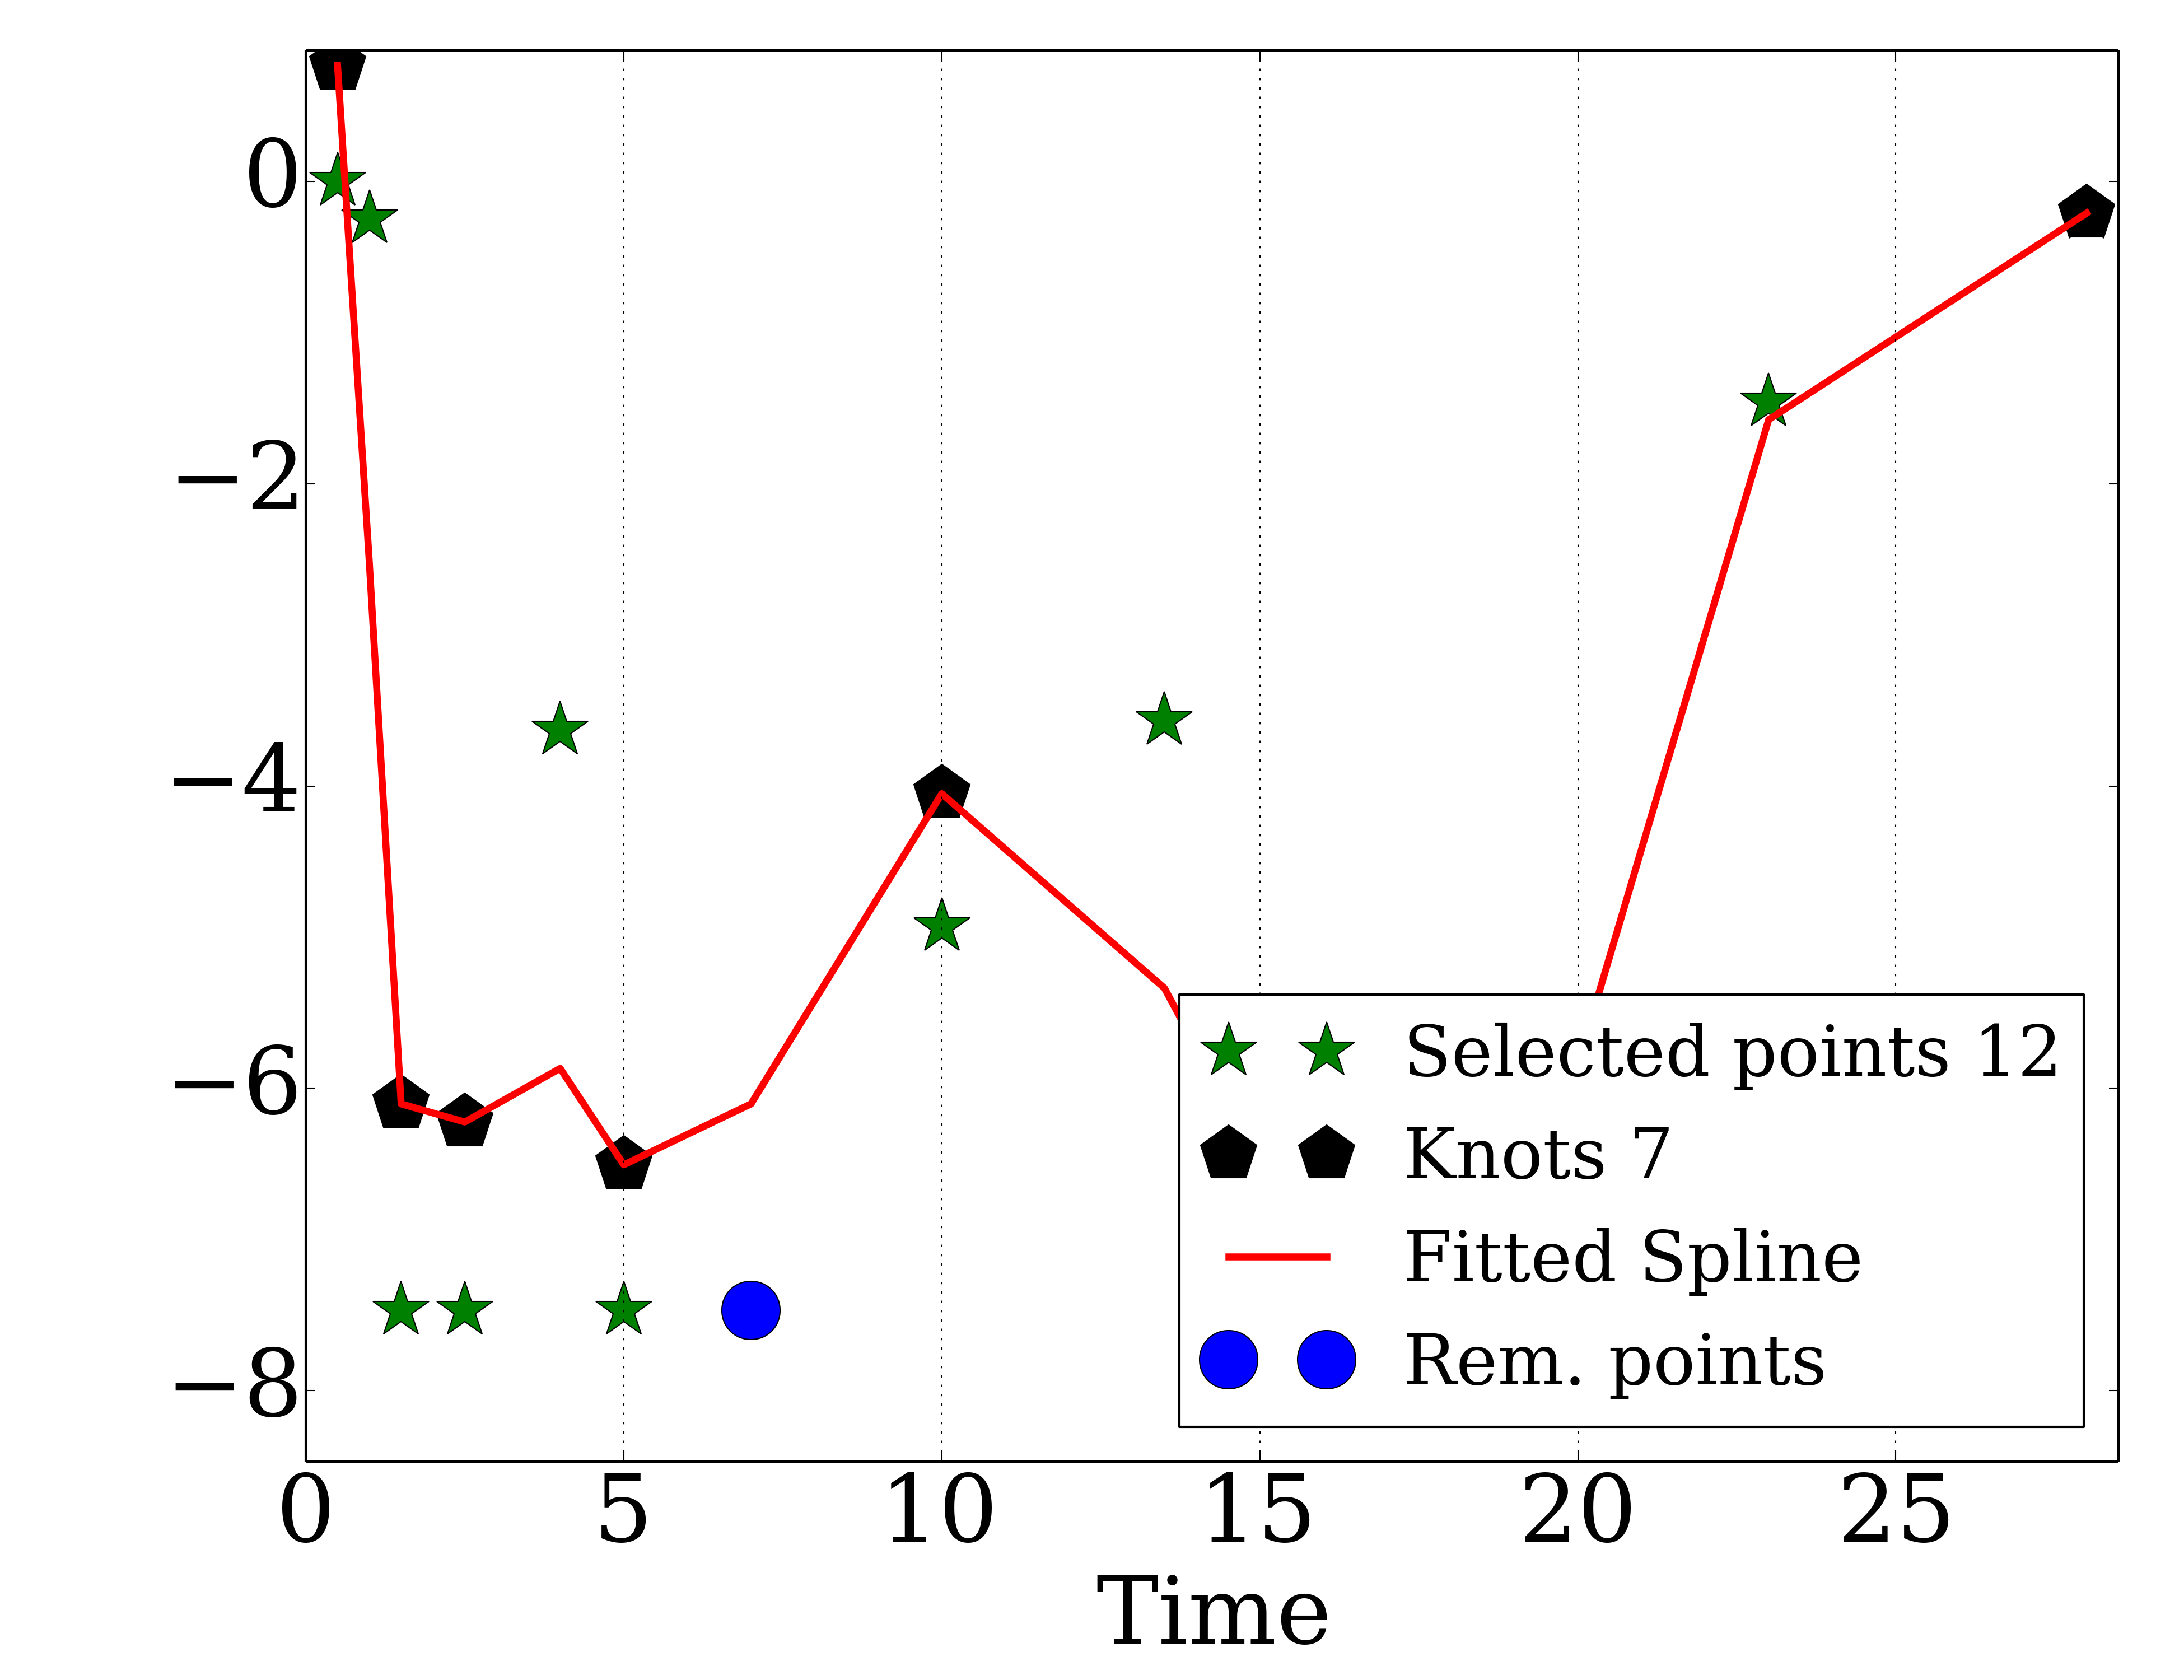 0
−2
−4
−6
−8
0 5 10 15 20 25
Time
Selected points 12
Knots 7
Fitted Spline
Rem. points